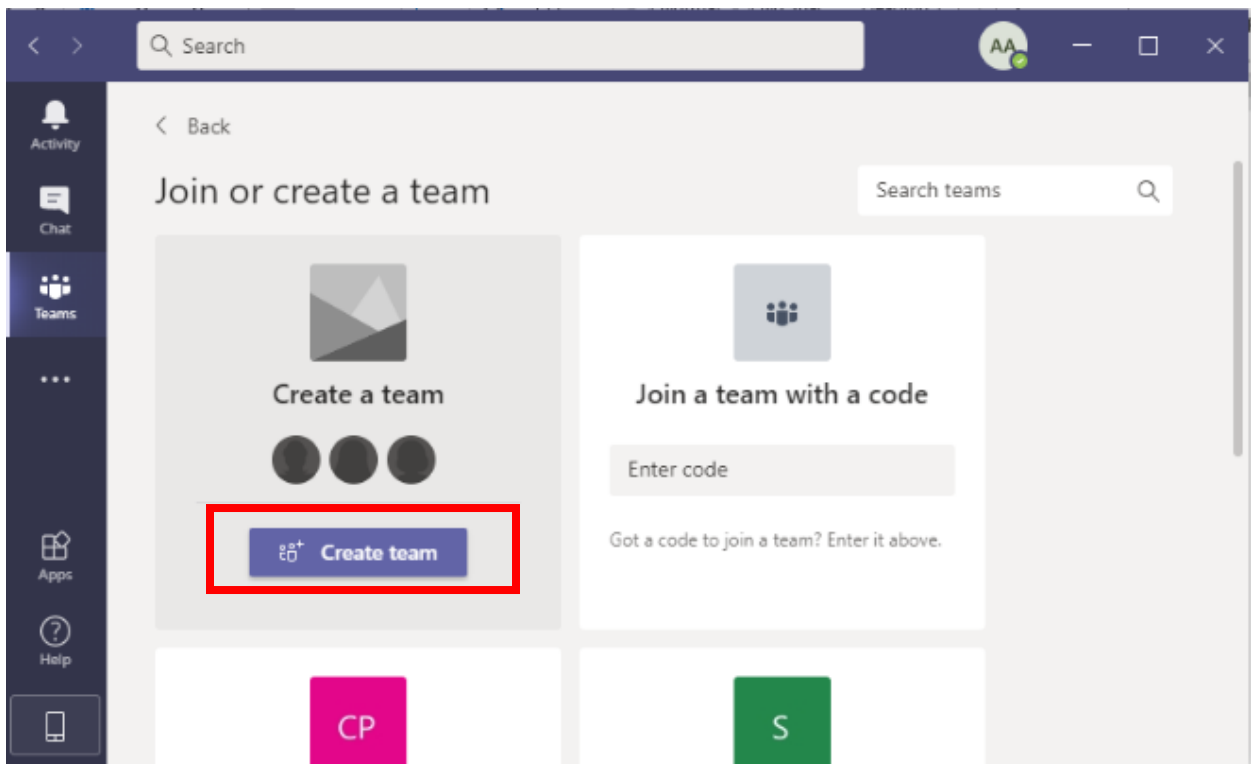 Search
AA
Activity
Back
Join or create a team
Search teams
Chat
Teams
Create a team
Join a team with a code
Enter code
Create team
Got a code to join a team? Enter it above.
Apps
Help
CP
S